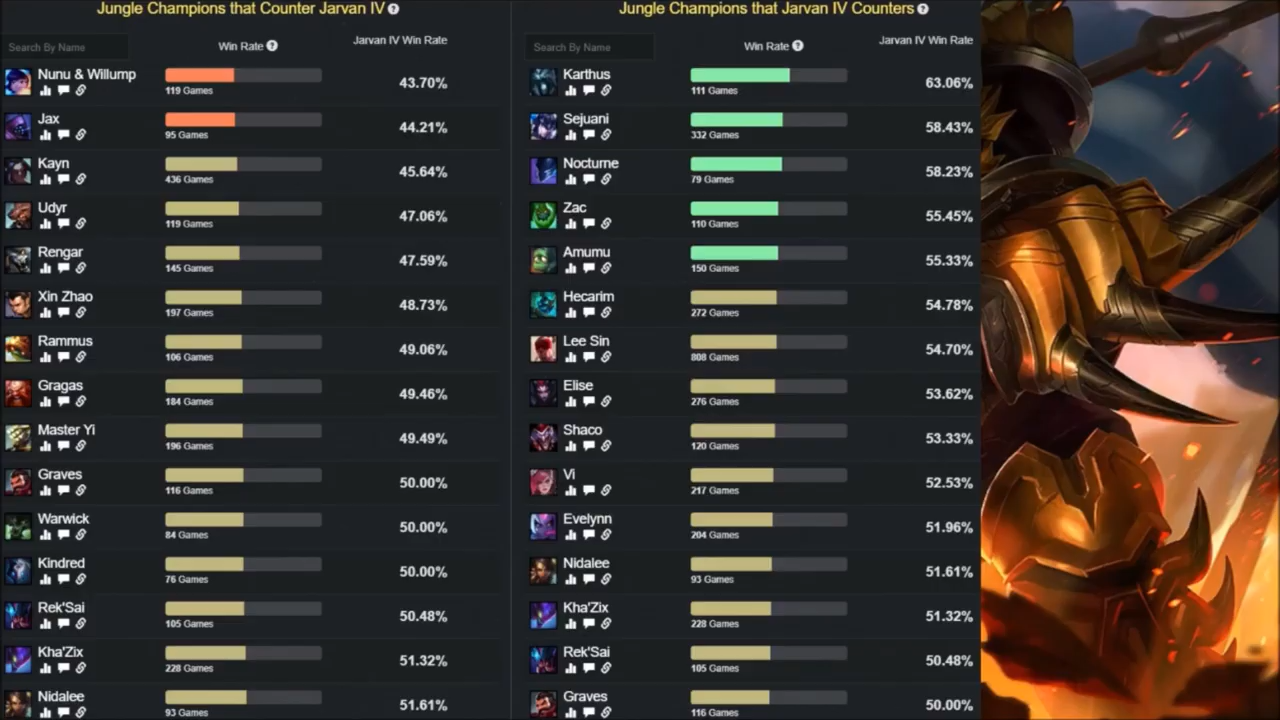 Jungle Champions that Counter Jarvan IV
Search By Name
Win Rate
Jarvan IV Win Rate
Nunu & Willump
119 Games
43.70%
Jax
95 Games
44.21%
Kayn
436 Games
45.64%
Udyr
119 Games
47.06%
Rengar
145 Games
47.59%
Xin Zhao
197 Games
48.73%
Rammus
106 Games
49.06%
Gragas
184 Games
49.46%
Master Yi
196 Games
49.49%
Graves
116 Games
50.00%
Warwick
84 Games
50.00%
Kindred
76 Games
50.00%
Rek'Sai
105 Games
50.48%
Kha'Zix
228 Games
51.32%
Nidalee
93 Games
51.61%
Jungle Champions that Jarvan IV Counters
Search By Name
Win Rate
Jarvan IV Win Rate
Karthus
111 Games
63.06%
Sejuani
332 Games
58.43%
Nocturne
79 Games
58.23%
Zac
110 Games
55.45%
Amumu
150 Games
55.33%
Hecarim
272 Games
54.78%
Lee Sin
808 Games
54.70%
Elise
276 Games
53.62%
Shaco
120 Games
53.33%
Vi
217 Games
52.53%
Evelynn
204 Games
51.96%
Nidalee
93 Games
51.61%
Kha'Zix
228 Games
51.32%
Rek'Sai
105 Games
50.48%
Graves
116 Games
50.00%